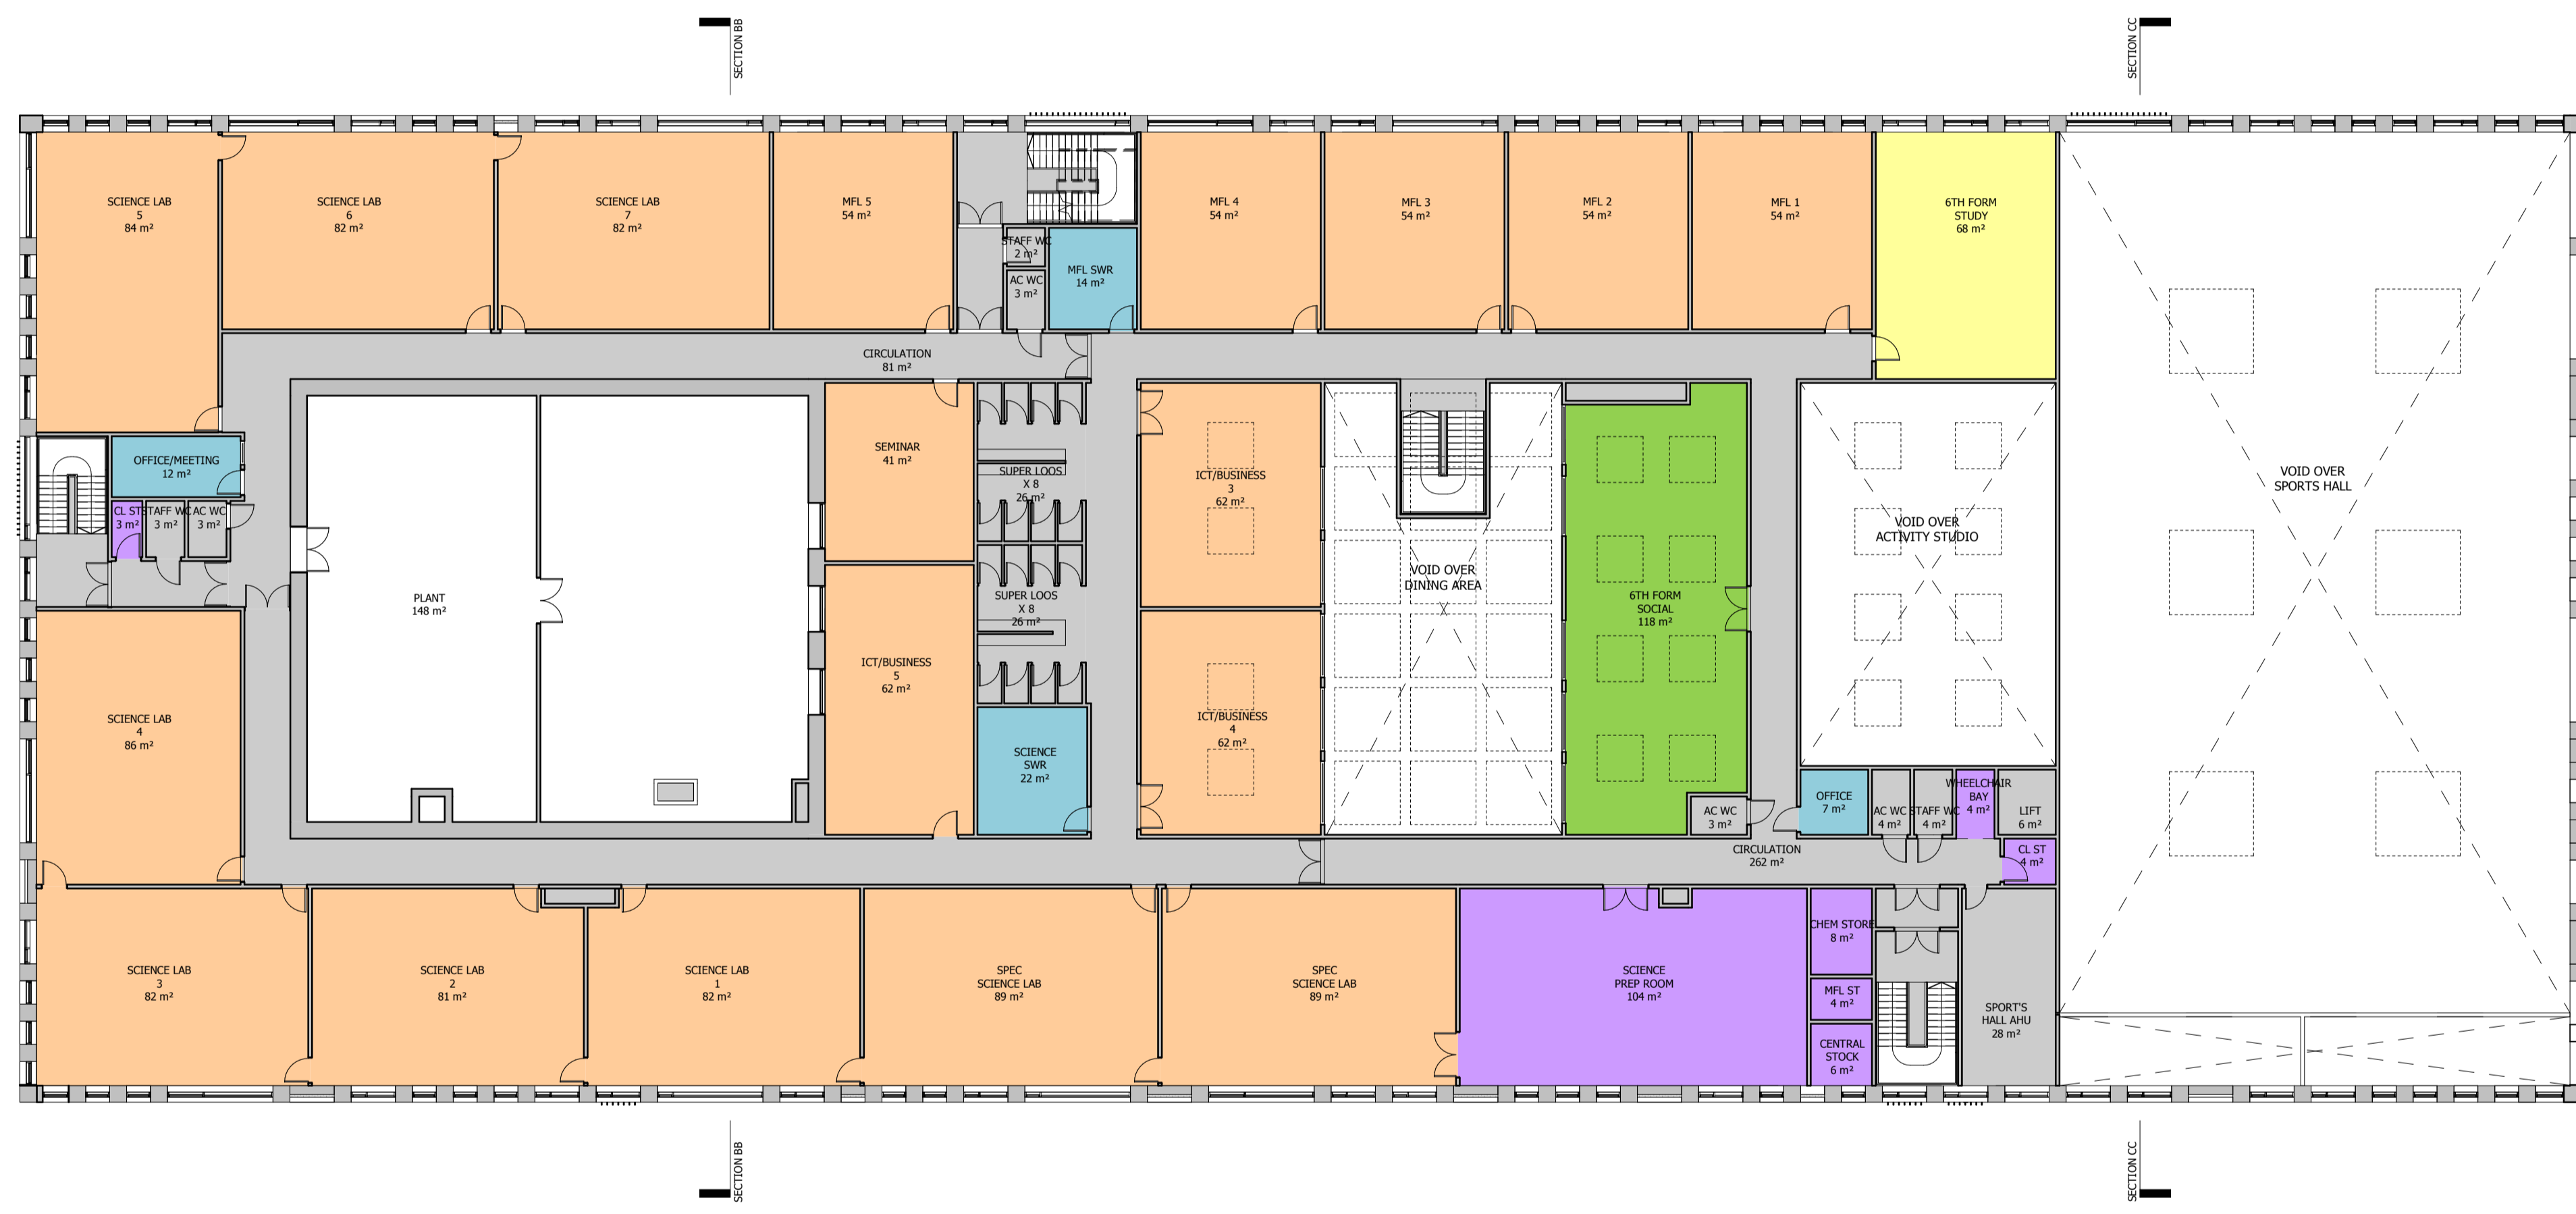 SECTION BB
SECTION CC
SCIENCE LAB
5
84 m²
SCIENCE LAB
6
82 m²
SCIENCE LAB
7
82 m²
MFL 5
54 m²
STAFF WC
2 m²
AC WC
3 m²
MFL SWR
14 m²
MFL 4
54 m²
MFL 3
54 m²
MFL 2
54 m²
MFL 1
54 m²
6TH FORM
STUDY
68 m²
CIRCULATION
81 m²
OFFICE/MEETING
12 m²
CL ST
3 m²
STAFF WC
3 m²
AC WC
3 m²
PLANT
148 m²
SEMINAR
41 m²
SUPER LOOS
X 8
26 m²
SUPER LOOS
X 8
26 m²
ICT/BUSINESS
5
62 m²
SCIENCE
SWR
22 m²
ICT/BUSINESS
3
62 m²
ICT/BUSINESS
4
62 m²
VOID OVER
DINING AREA
6TH FORM
SOCIAL
118 m²
AC WC
3 m²
VOID OVER
ACTIVITY STUDIO
VOID OVER
SPORTS HALL
OFFICE
7 m²
AC WC
4 m²
STAFF WC
4 m²
WHEELCHAIR
BAY
4 m²
LIFT
6 m²
CIRCULATION
262 m²
CL ST
4 m²
SCIENCE LAB
4
86 m²
SCIENCE LAB
3
82 m²
SCIENCE LAB
2
81 m²
SCIENCE LAB
1
82 m²
SPEC
SCIENCE LAB
89 m²
SPEC
SCIENCE LAB
89 m²
SCIENCE
PREP ROOM
104 m²
CHEM STORE
8 m²
MFL ST
4 m²
CENTRAL
STOCK
6 m²
SPORT'S
HALL AHU
28 m²
SECTION BB
SECTION CC